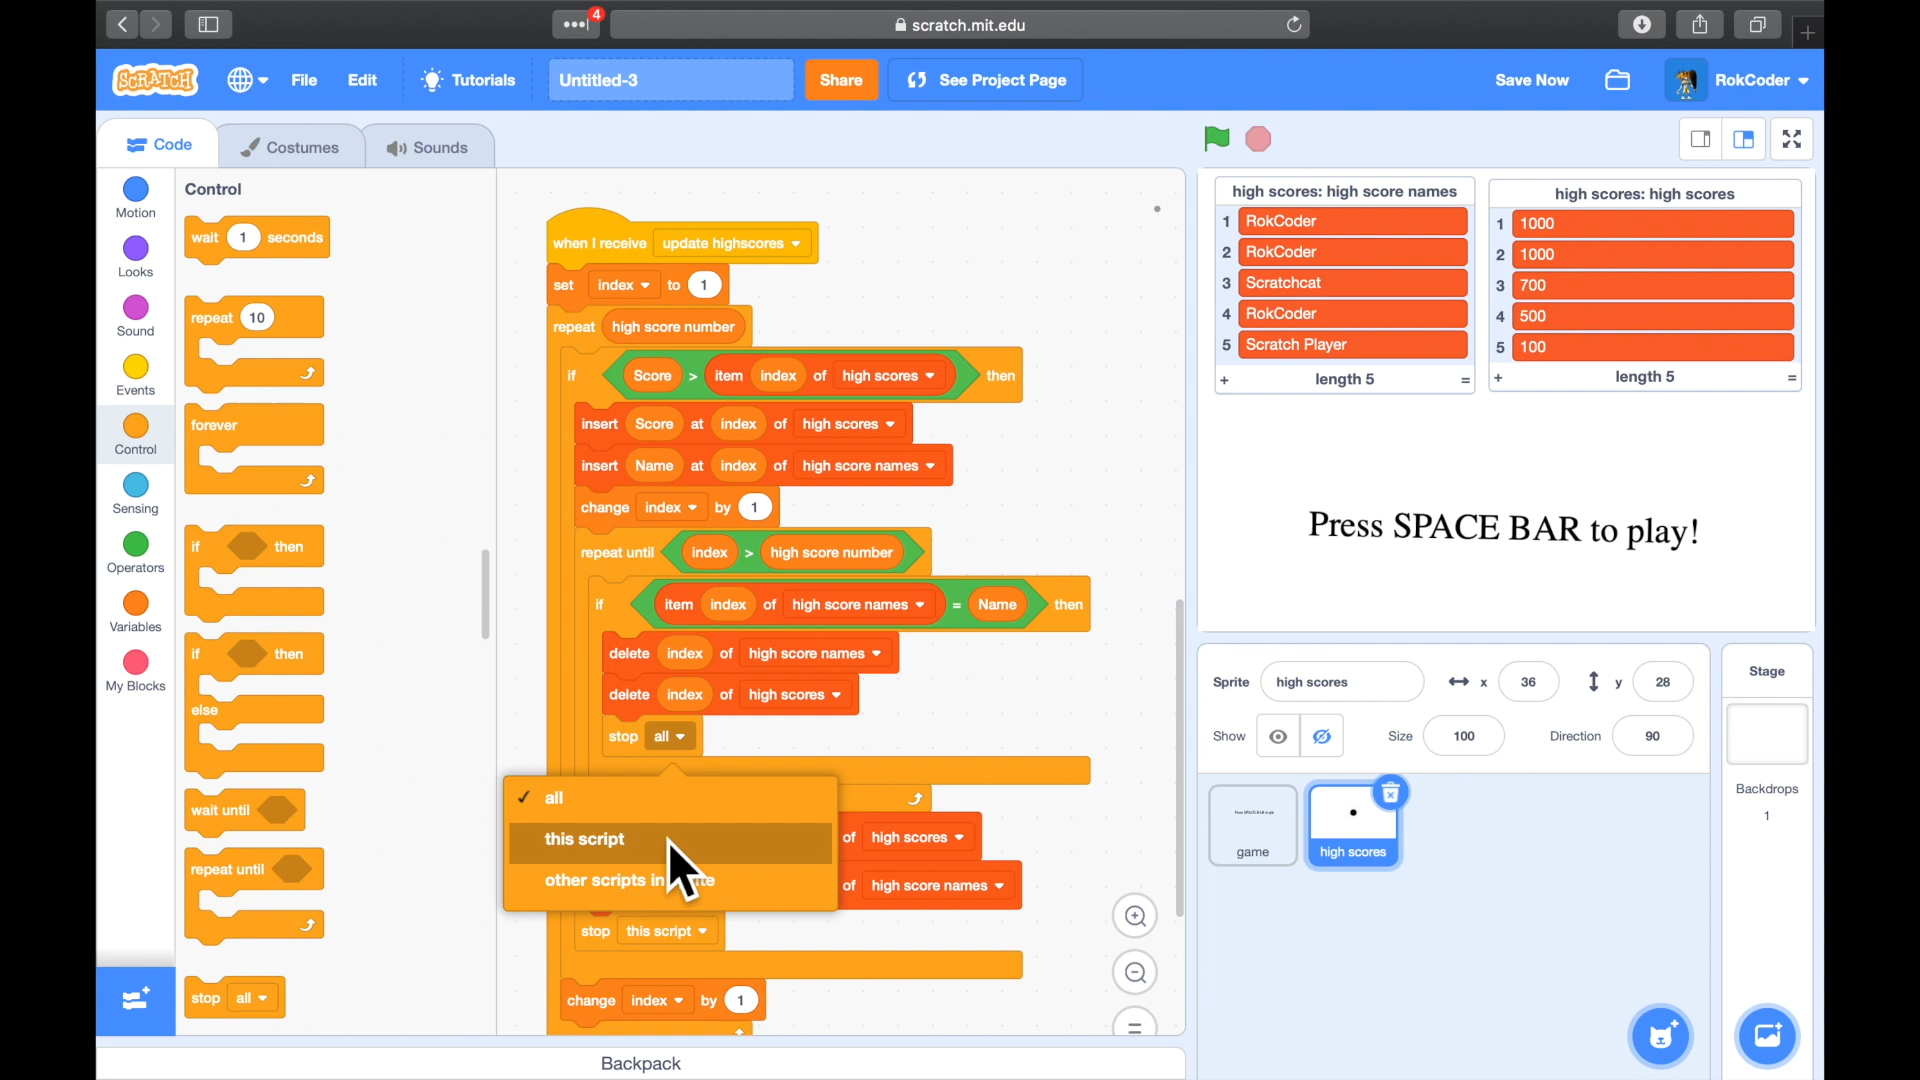 4
scratch.mit.edu
SCRATCH
File
Edit
Tutorials
Untitled-3
Share
See Project Page
Save Now
RokCoder
Code
Costumes
Sounds
Motion
Looks
Sound
Events
Control
Sensing
Operators
Variables
My Blocks
Control
wait 1 seconds
repeat 10
forever
if then
if then
else
wait until
repeat until
stop all
when I receive update highscores
set index to 1
repeat high score number
if Score > item index of high scores then
insert Score at index of high scores
insert Name at index of high score names
change index by 1
repeat until index > high score number
if item index of high score names = Name then
delete index of high score names
delete index of high scores
stop all
✓ all
this script
other scripts in
of high scores
of high score names
stop this script
change index by 1
Backpack
high scores: high score names
1 RokCoder
2 RokCoder
3 Scratchcat
4 RokCoder
5 Scratch Player
+ length 5 =
high scores: high scores
1 1000
2 1000
3 700
4 500
5 100
+ length 5 =
Press SPACE BAR to play!
Sprite high scores x 36 y 28
Show Size 100 Direction 90
game
high scores
Stage
Backdrops
1